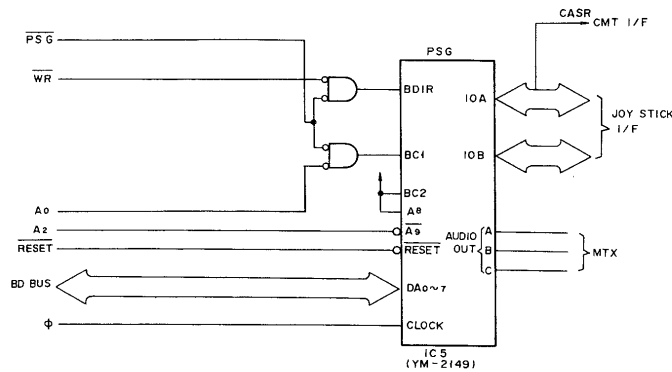 CASR
CMT I/F
PSG
PSG
WR
BDIR
IOA
JOY STICK
I/F
BC1
IOB
BC2
A0
A8
A2
A9
AUDIO
OUT
A
B
C
MTX
RESET
RESET
BD BUS
DA0~7
φ
CLOCK
IC5
(YM-2149)